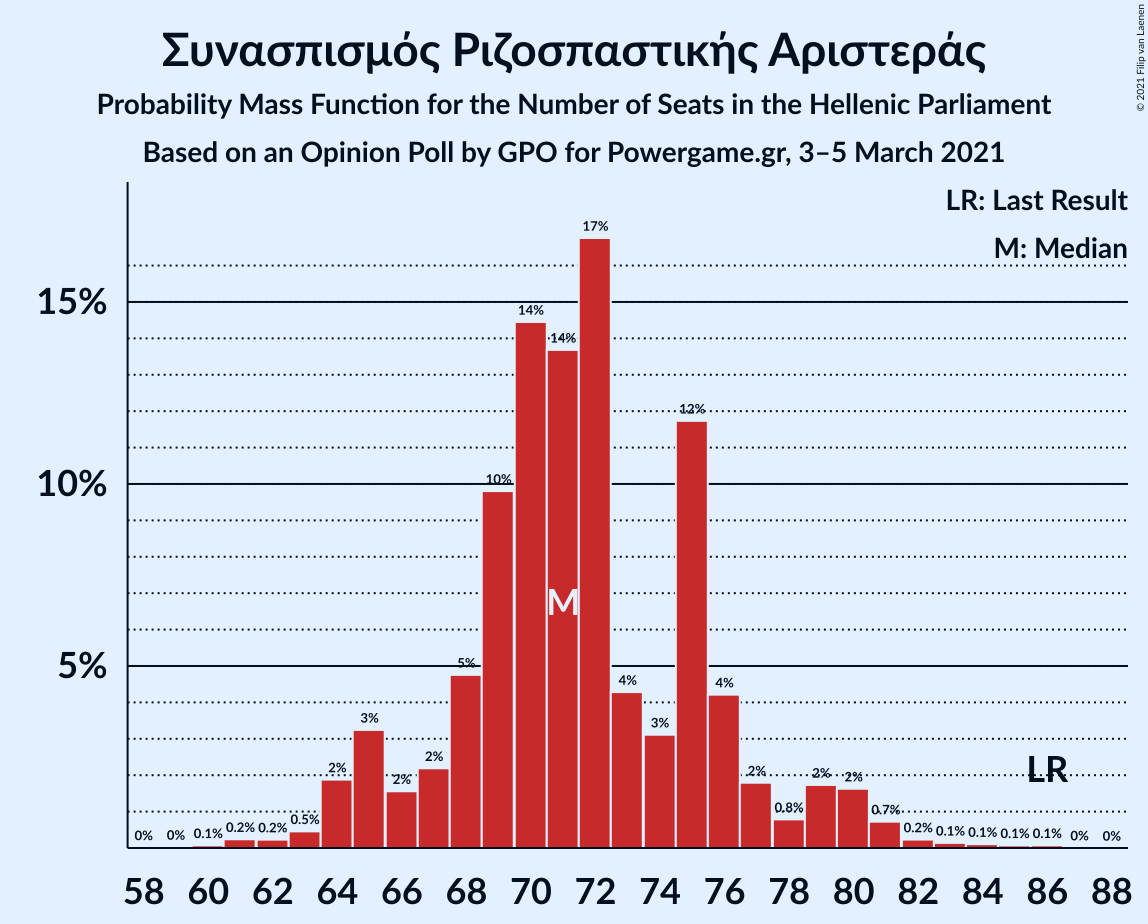 Συνασπισμός Ριζοσπαστικής Αριστεράς
Probability Mass Function for the Number of Seats in the Hellenic Parliament
Based on an Opinion Poll by GPO for Powergame.gr, 3–5 March 2021
© 2021 Filip van Laenen
LR: Last Result
M: Median
15%
10%
5%
0% 0% 0.1% 0.2% 0.2% 0.5% 2% 3% 2% 2% 5% 10% 14% 14% 17% 4% 3% 12% 4% 2% 0.8% 2% 2% 0.7% 0.2% 0.1% 0.1% 0.1% 0.1% 0% 0%
M
LR
58 60 62 64 66 68 70 72 74 76 78 80 82 84 86 88